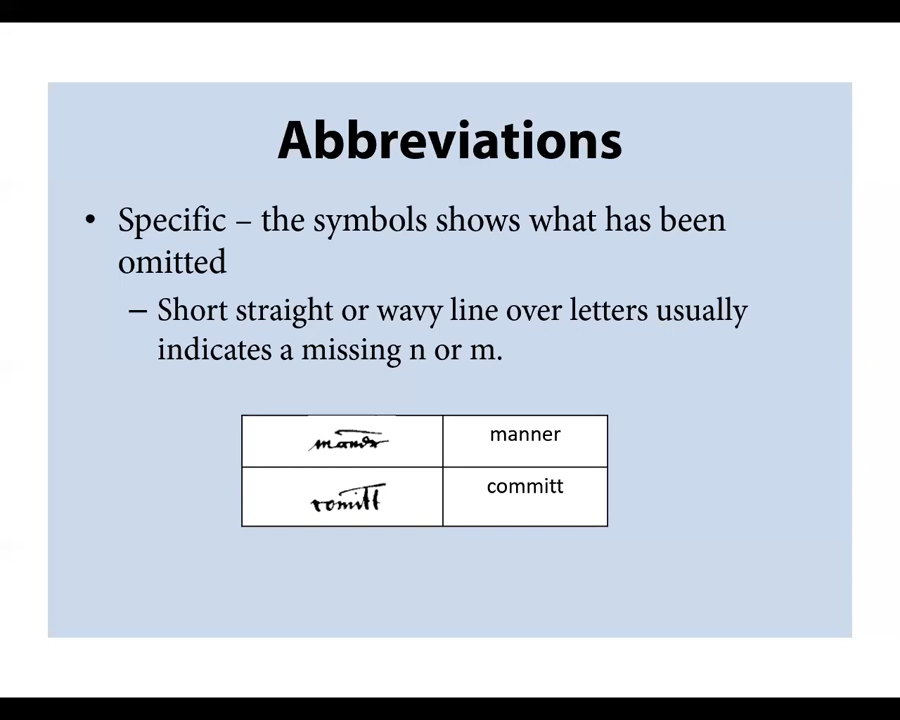 Abbreviations
• Specific – the symbols shows what has been
omitted
– Short straight or wavy line over letters usually
indicates a missing n or m.
manner
comitt committ